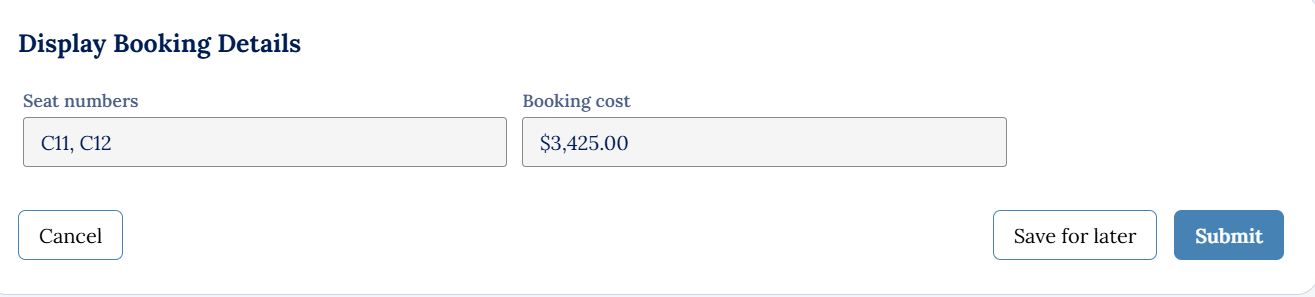 Display Booking Details
Seat numbers
Booking cost
C11, C12
$3,425.00
Cancel
Save for later
Submit